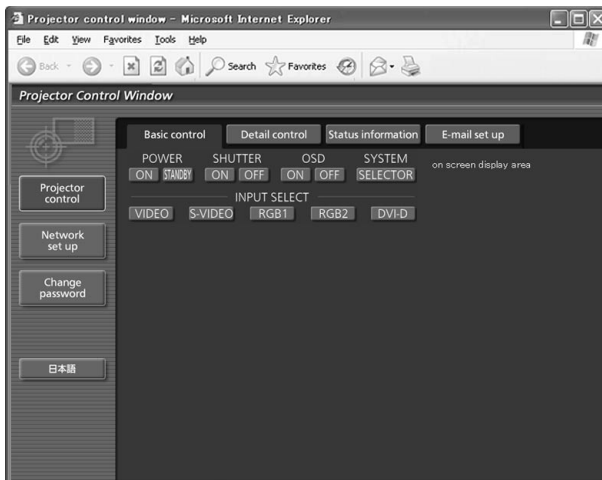 Projector control window - Microsoft Internet Explorer
File Edit View Favorites Tools Help
Back Search Favorites
Projector Control Window
Basic control Detail control Status information E-mail set up
POWER SHUTTER OSD SYSTEM
on screen display area
ON STANDBY ON OFF ON OFF SELECTOR
INPUT SELECT
VIDEO S-VIDEO RGB1 RGB2 DVI-D
Projector
control
Network
set up
Change
password
日本語